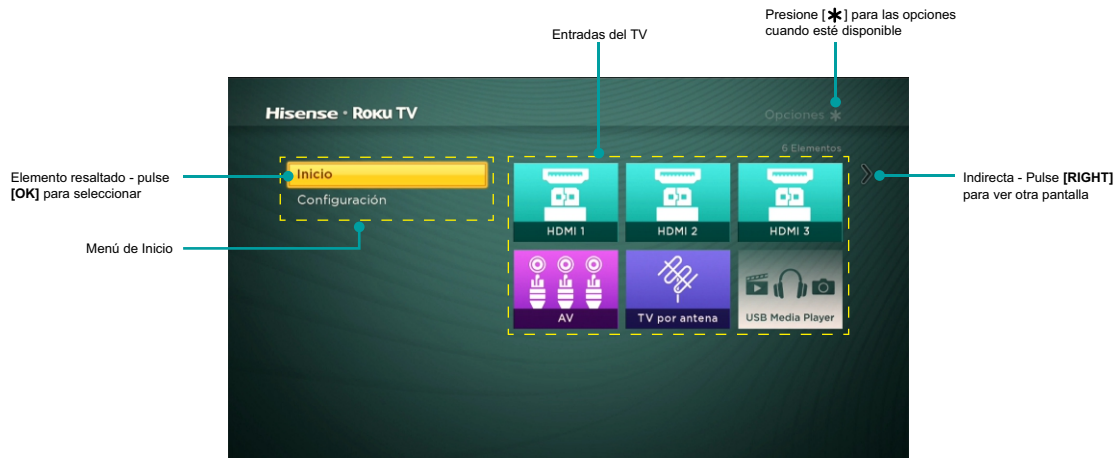 Presione [✱] para las opciones
cuando esté disponible
Entradas del TV
Hisense • Roku TV
Opciones ✱
6 Elementos
Elemento resaltado - pulse
[OK] para seleccionar
Inicio
Configuración
Menú de Inicio
HDMI 1
HDMI 2
HDMI 3
AV
TV por antena
USB Media Player
Indirecta - Pulse [RIGHT]
para ver otra pantalla